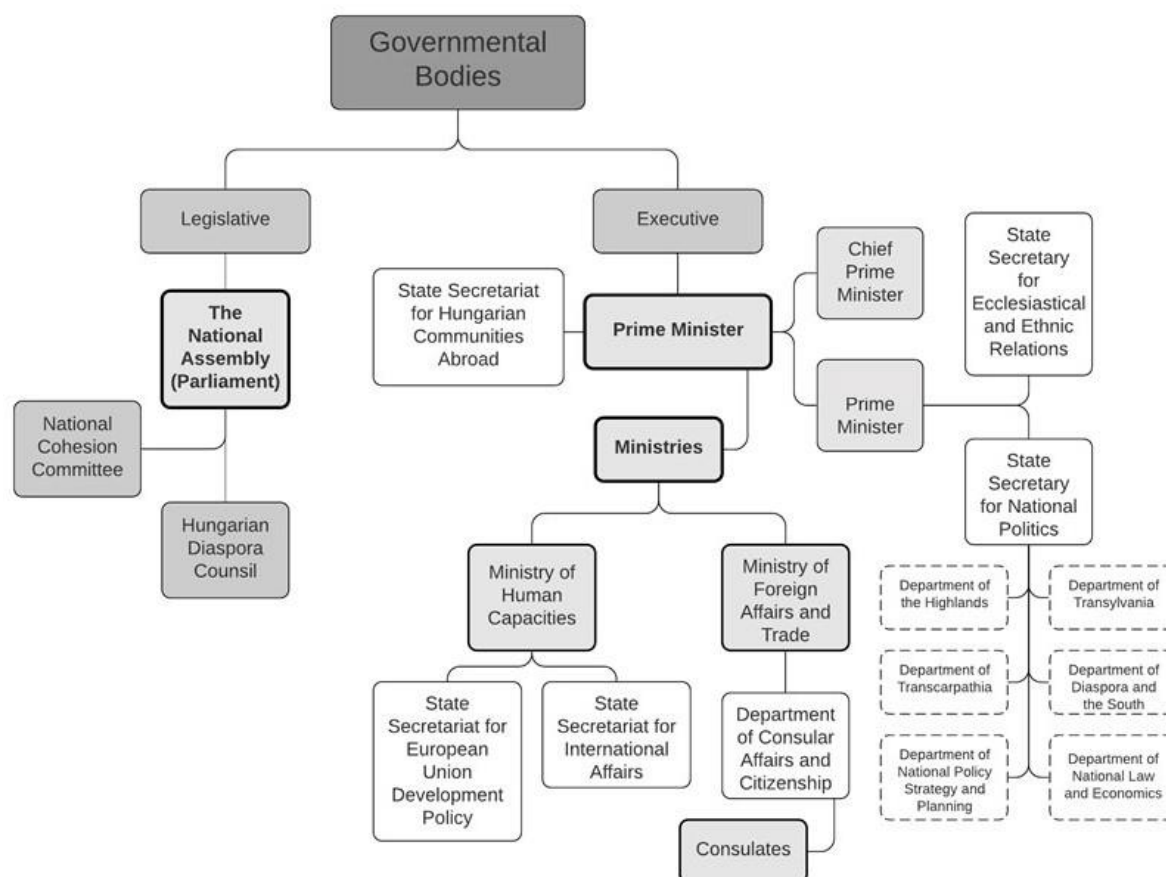 Governmental
Bodies
Legislative
Executive
The
National
Assembly
(Parliament)
National
Cohesion
Committee
Hungarian
Diaspora
Counsil
State Secretariat
for Hungarian
Communities
Abroad
Prime Minister
Chief
Prime
Minister
Prime
Minister
State
Secretary
for
Ecclesiastical
and Ethnic
Relations
State
Secretary
for National
Politics
Ministries
Ministry of
Human
Capacities
Ministry of
Foreign
Affairs and
Trade
State
Secretariat for
European
Union
Development
Policy
State
Secretariat for
International
Affairs
Department
of Consular
Affairs and
Citizenship
Consulates
Department of
the Highlands
Department of
Transylvania
Department of
Transcarpathia
Department of
Diaspora and
the South
Department of
National Policy
Strategy and
Planning
Department of
National Law
and Economics